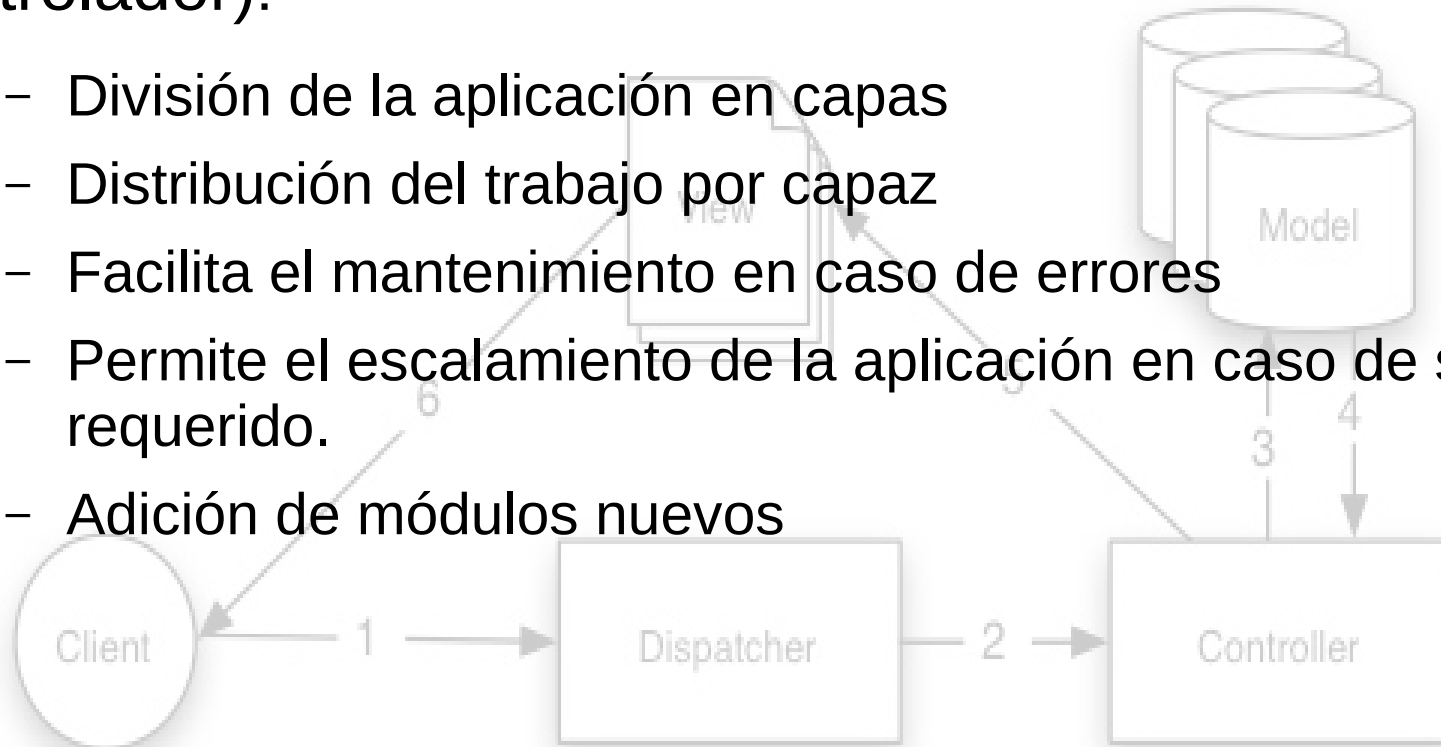 trolador):
– División de la aplicación en capas
– Distribución del trabajo por capaz
– Facilita el mantenimiento en caso de errores
– Permite el escalamiento de la aplicación en caso de s
requerido.
– Adición de módulos nuevos
View
Model
6
5
4
3
Client
1
Dispatcher
2
Controller